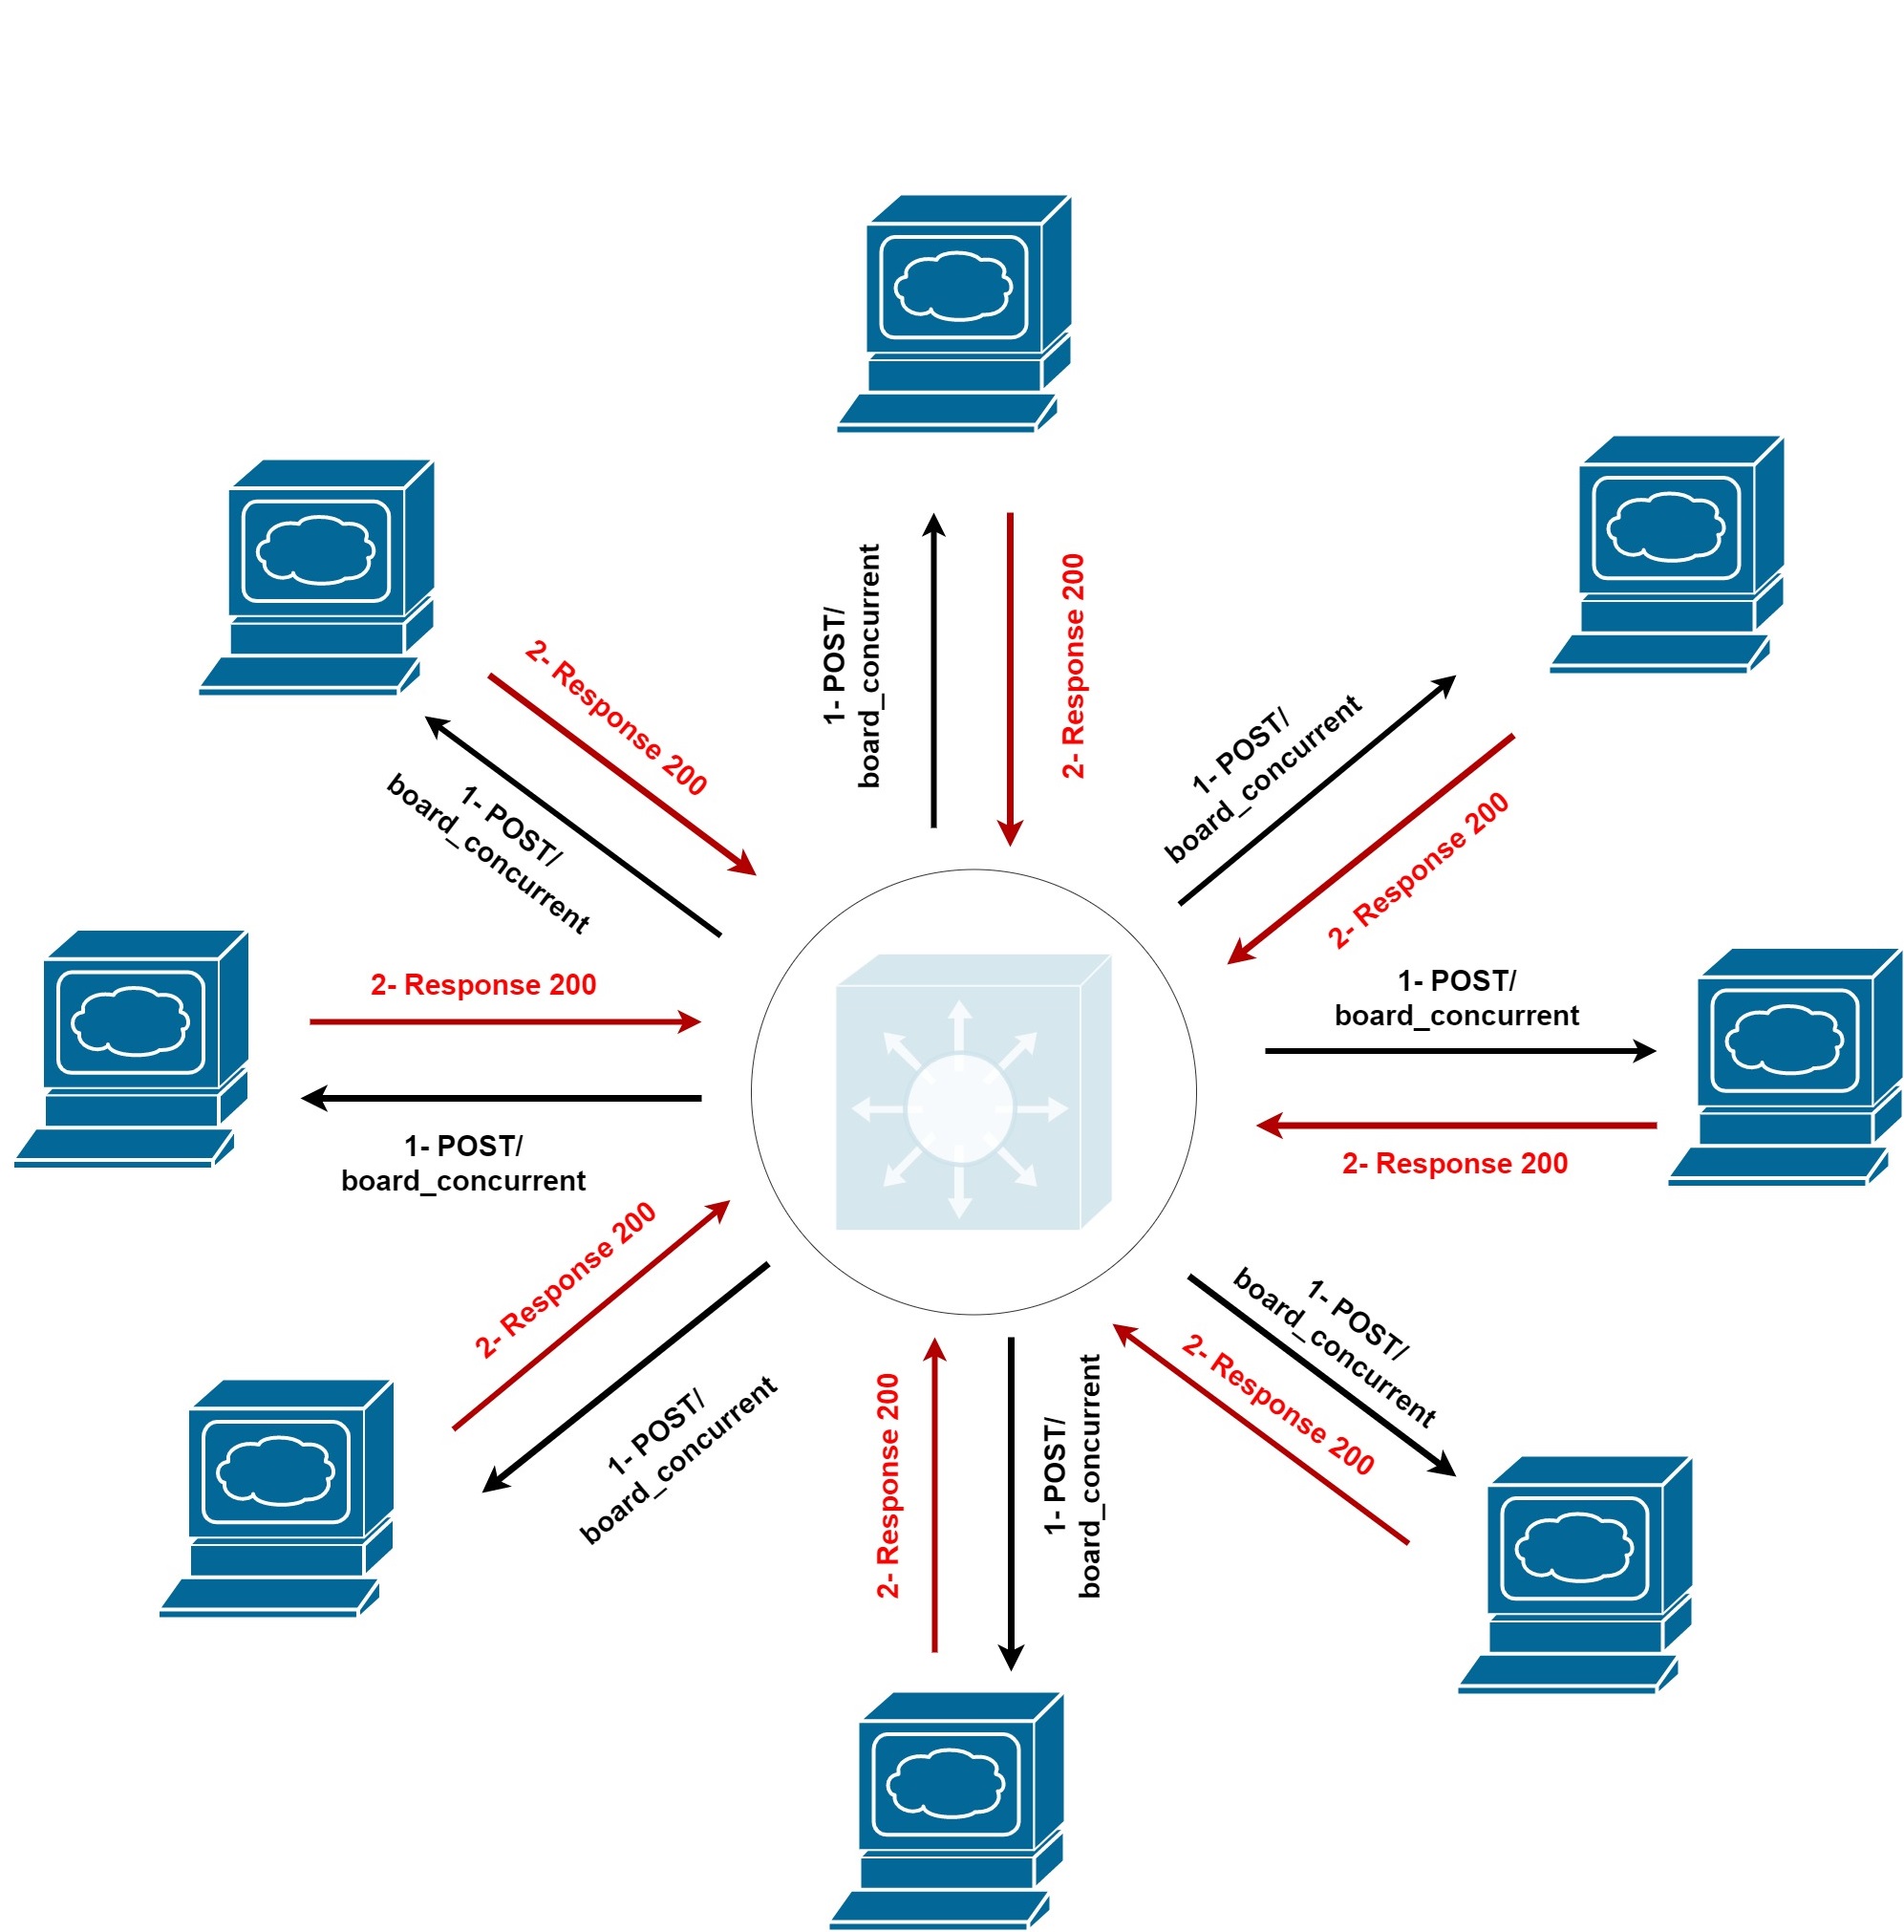 1- POST/
board_concurrent
2- Response 200
2- Response 200
1- POST/
board_concurrent
1- POST/
board_concurrent
2- Response 200
2- Response 200
1- POST/
board_concurrent
1- POST/
board_concurrent
2- Response 200
2- Response 200
1- POST/
board_concurrent
1- POST/
board_concurrent
2- Response 200
2- Response 200
1- POST/
board_concurrent